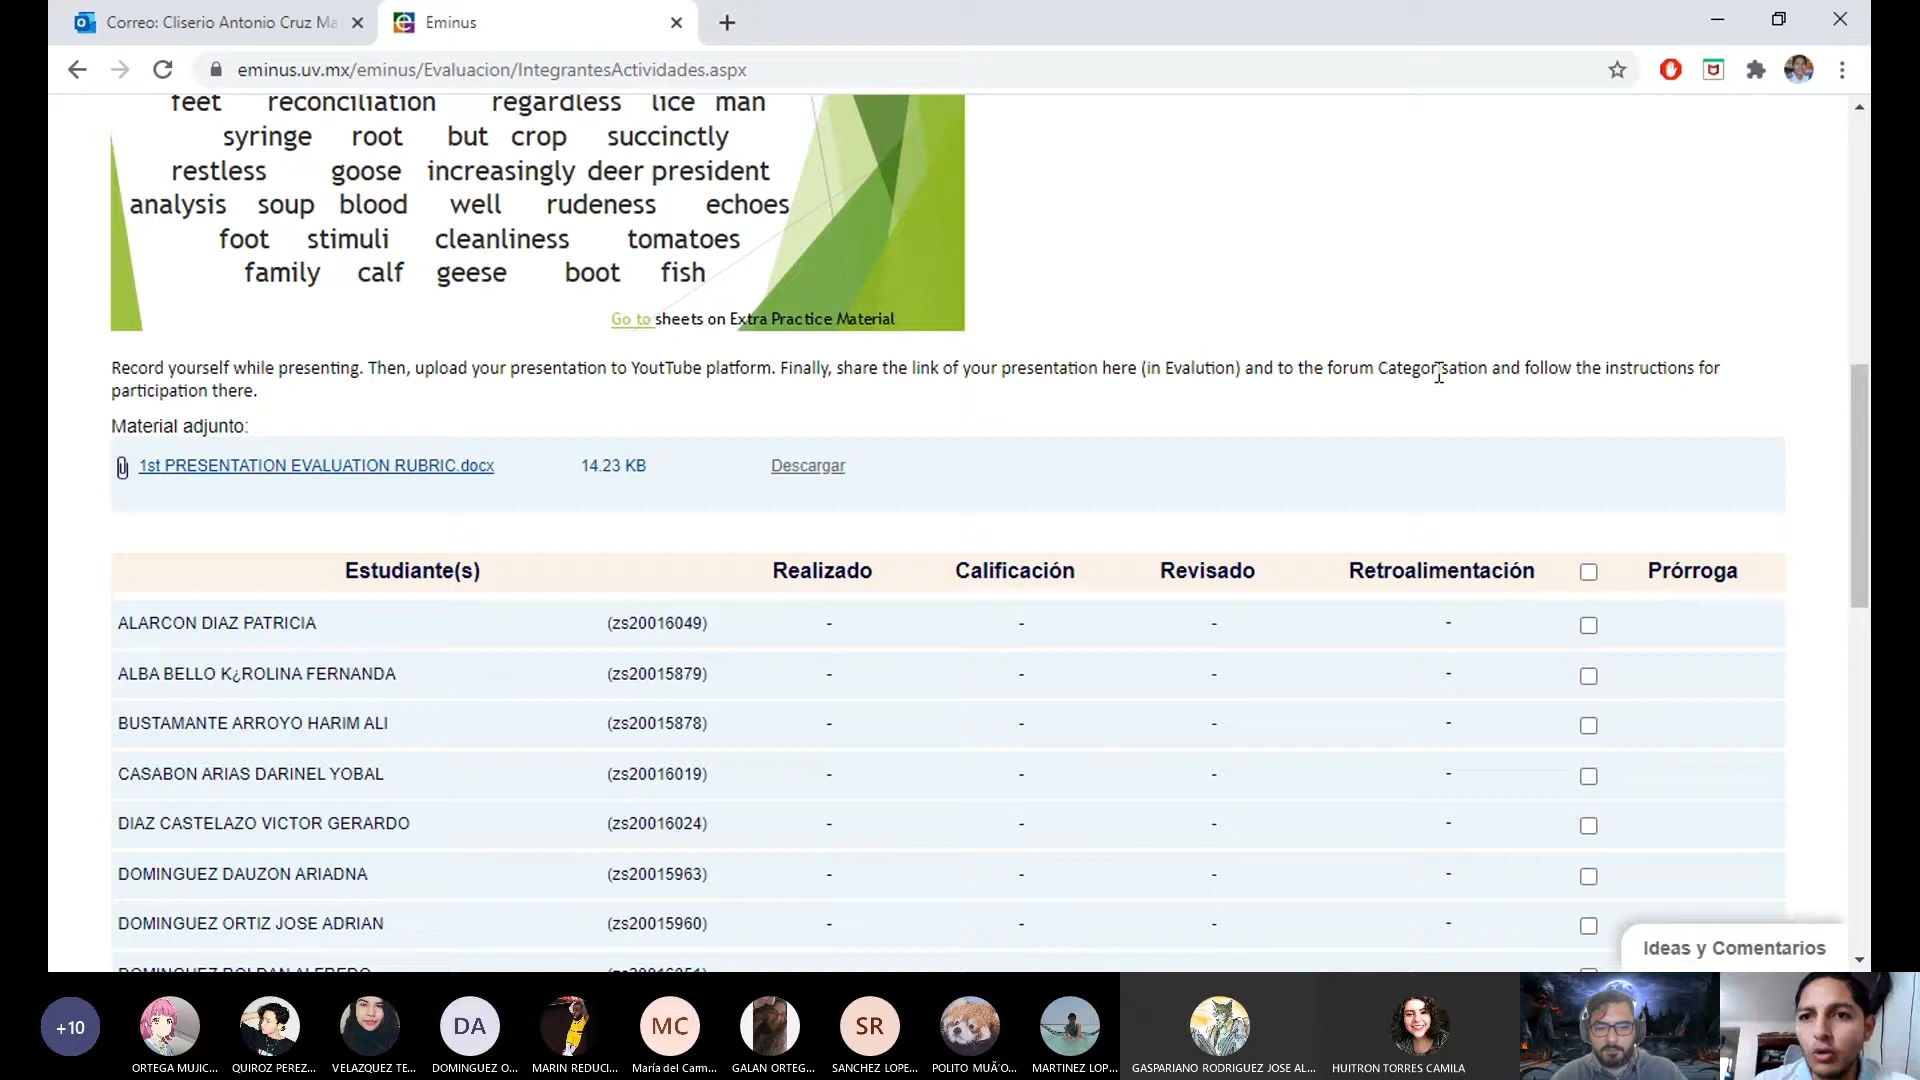 Correo: Cliserio Antonio Cruz Ma
Eminus
eminus.uv.mx/eminus/Evaluacion/IntegrantesActividades.aspx
feet reconciliation regardless lice man
syringe root but crop succinctly
restless goose increasingly deer president
analysis soup blood well rudeness echoes
foot stimuli cleanliness tomatoes
family calf geese boot fish
Go to sheets on Extra Practice Material
Record yourself while presenting. Then, upload your presentation to YoutTube platform. Finally, share the link of your presentation here (in Evalution) and to the forum Categorisation and follow the instructions for
participation there.
Material adjunto:
1st PRESENTATION EVALUATION RUBRIC.docx 14.23 KB Descargar
Estudiante(s) Realizado Calificación Revisado Retroalimentación Prórroga
ALARCON DIAZ PATRICIA (zs20016049) - - - -
ALBA BELLO K¿ROLINA FERNANDA (zs20015879) - - - -
BUSTAMANTE ARROYO HARIM ALI (zs20015878) - - - -
CASABON ARIAS DARINEL YOBAL (zs20016019) - - - -
DIAZ CASTELAZO VICTOR GERARDO (zs20016024) - - - -
DOMINGUEZ DAUZON ARIADNA (zs20015963) - - - -
DOMINGUEZ ORTIZ JOSE ADRIAN (zs20015960) - - - -
Ideas y Comentarios
+10 DA MC SR
ORTEGA MUJIC... QUIROZ PEREZ... VELAZQUEZ TE... DOMINGUEZ O... MARIN REDUCI... María del Carm... GALAN ORTEG... SANCHEZ LOPE... POLITO MUÃ'O... MARTINEZ LOP... GASPARIANO RODRIGUEZ JOSE AL... HUITRON TORRES CAMILA